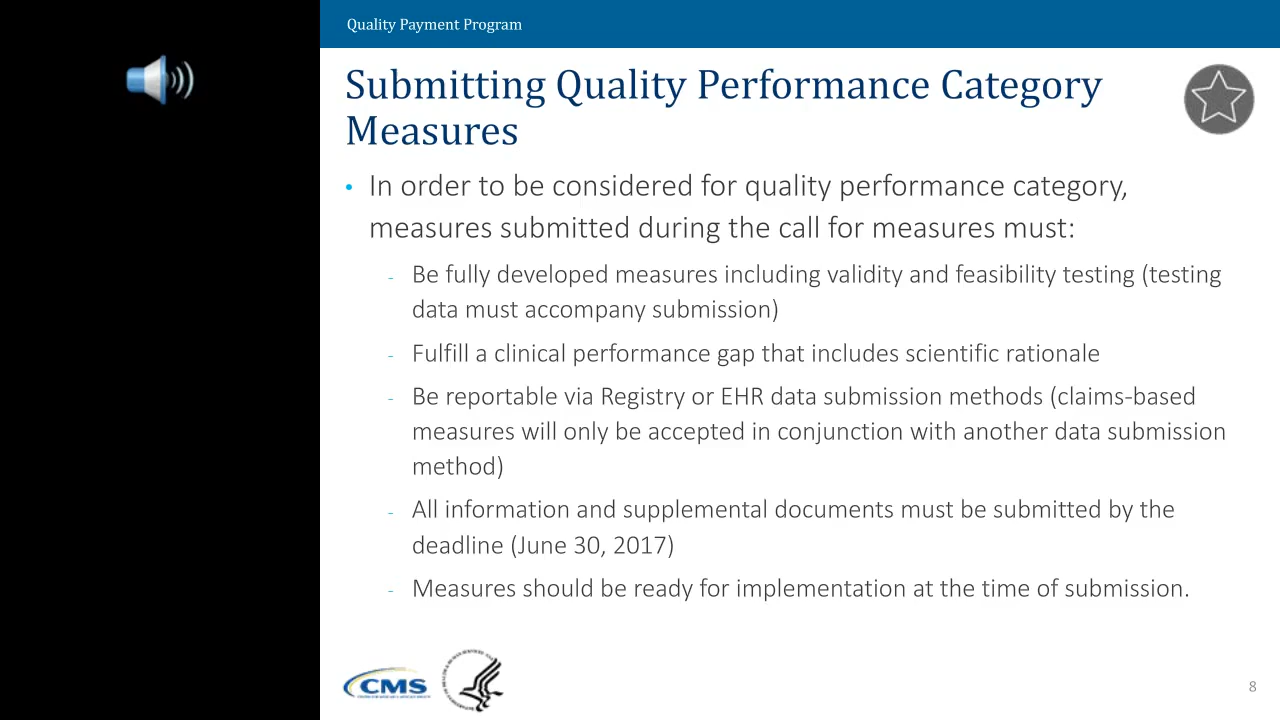 Quality Payment Program
Submitting Quality Performance Category
Measures
• In order to be considered for quality performance category,
measures submitted during the call for measures must:
- Be fully developed measures including validity and feasibility testing (testing
data must accompany submission)
- Fulfill a clinical performance gap that includes scientific rationale
- Be reportable via Registry or EHR data submission methods (claims-based
measures will only be accepted in conjunction with another data submission
method)
- All information and supplemental documents must be submitted by the
deadline (June 30, 2017)
- Measures should be ready for implementation at the time of submission.
CMS
8